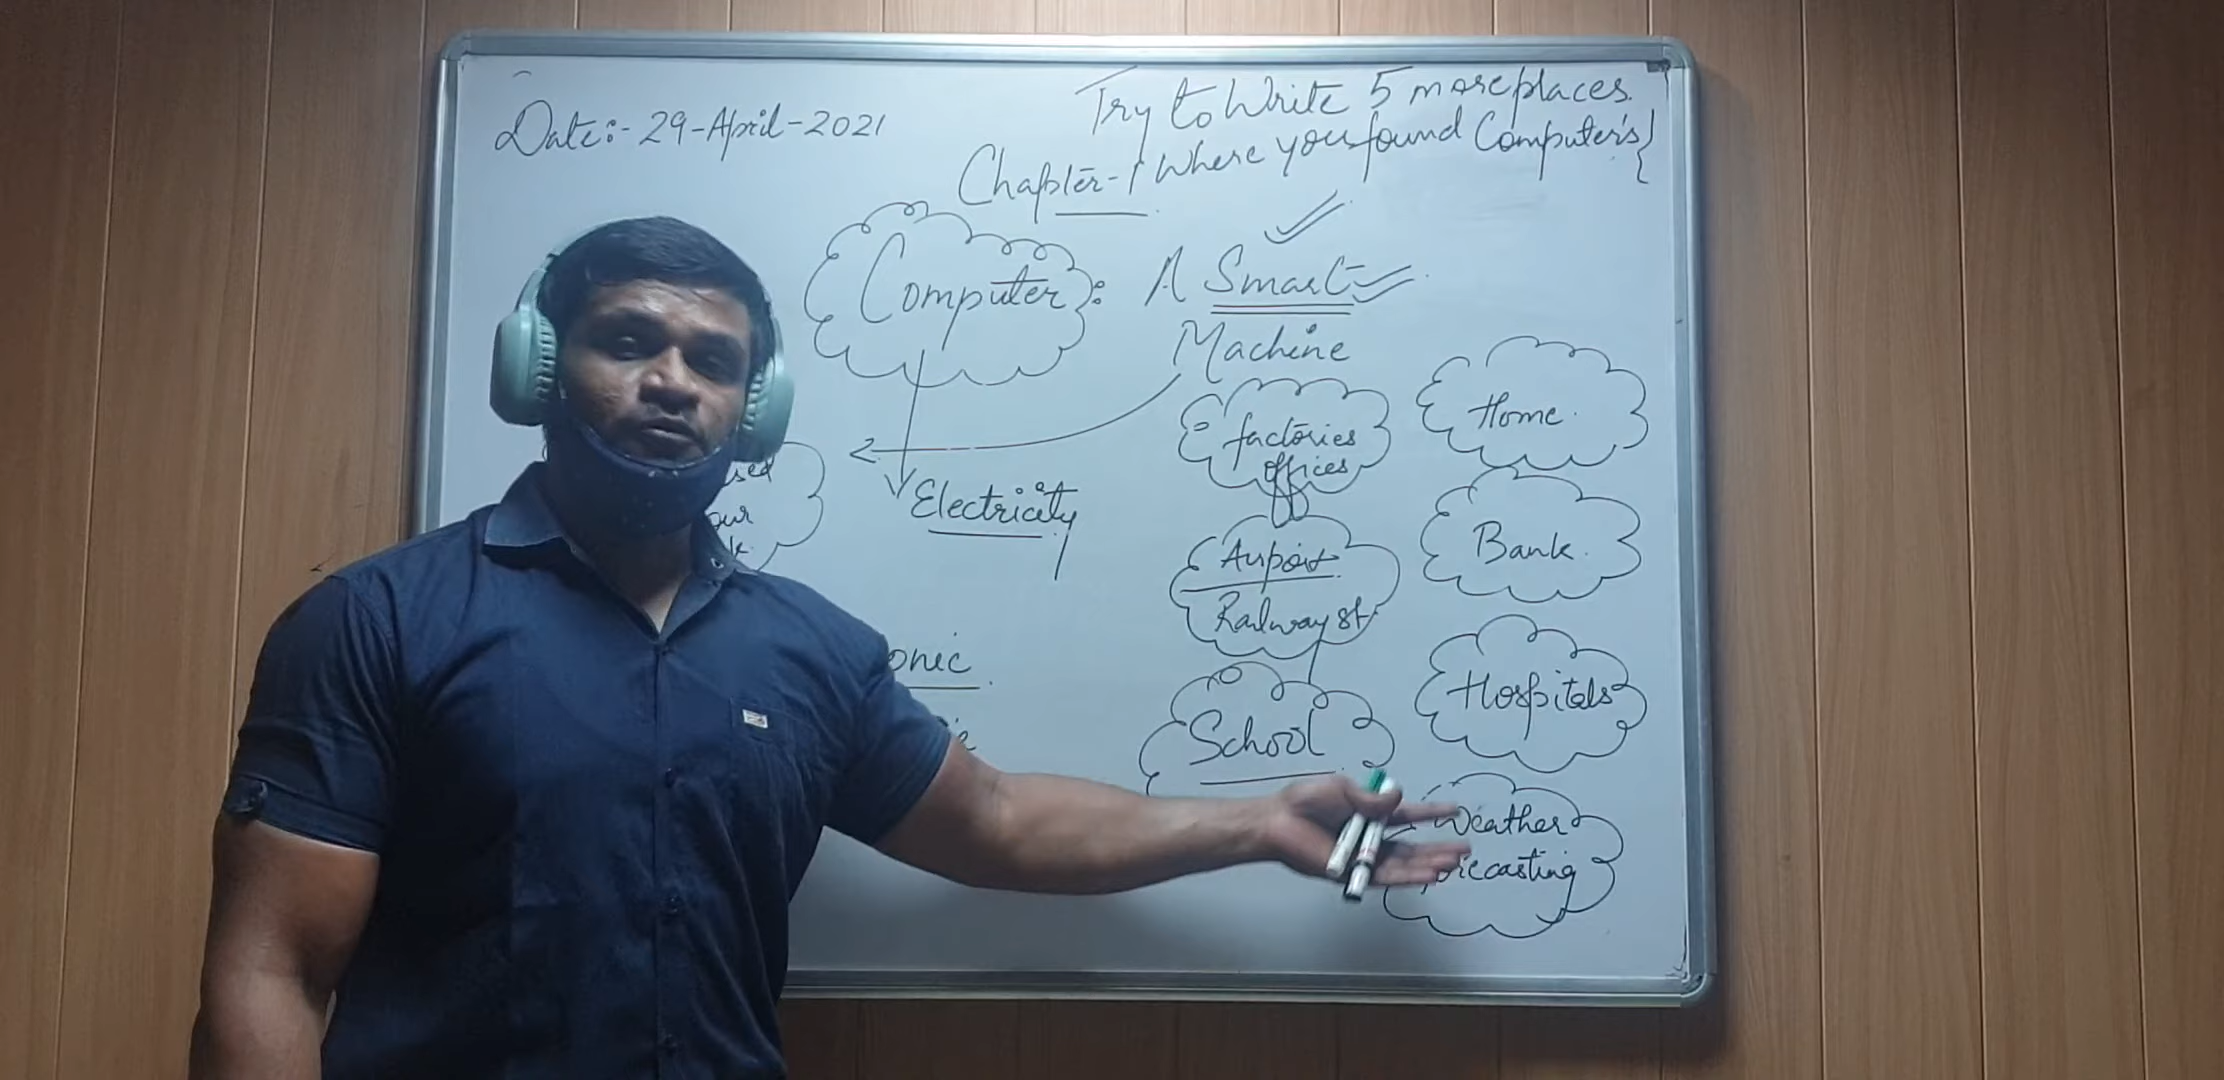 Date:- 29-April-2021
Try to Write 5 more places
where you found Computer's
Chapter-1
Computer: A Smart
Machine
Electricity
factories
offices
Home.
Airport
Railway st.
Bank.
School
Hospitals
Weather